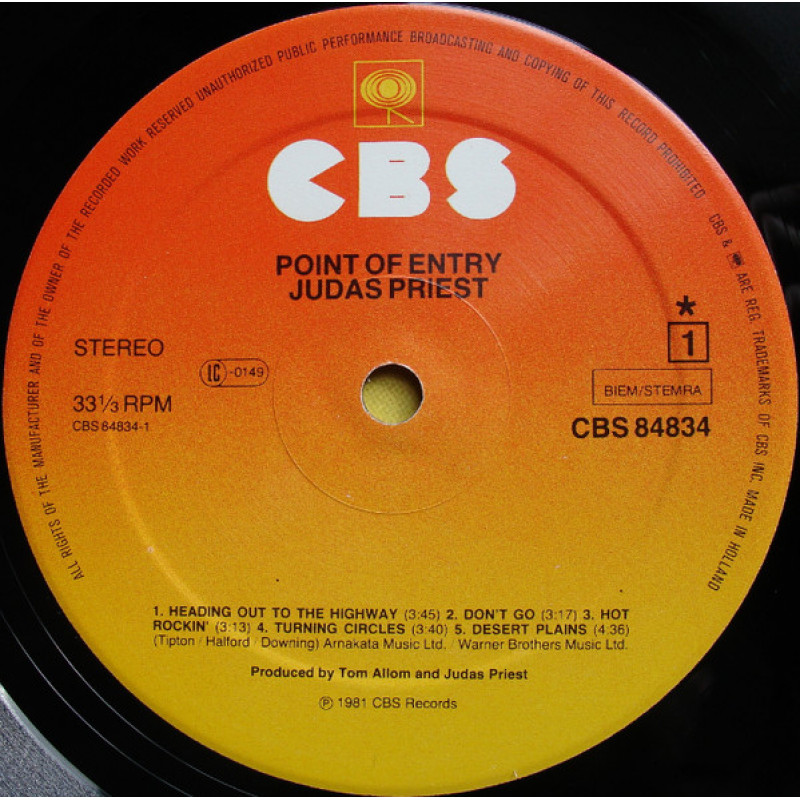 ALL RIGHTS OF THE MANUFACTURER AND OF THE OWNER OF THE RECORDED WORK RESERVED UNAUTHORIZED PUBLIC PERFORMANCE BROADCASTING AND COPYING OF THIS RECORD PROHIBITED CBS & ARE REG. TRADEMARKS OF CBS INC. MADE IN HOLLAND
CBS
POINT OF ENTRY
JUDAS PRIEST
STEREO
LC -0149
33⅓ RPM
CBS 84834-1
*
1
BIEM/STEMRA
CBS 84834
1. HEADING OUT TO THE HIGHWAY (3:45) 2. DON'T GO (3:17) 3. HOT
ROCKIN' (3:13) 4. TURNING CIRCLES (3:40) 5. DESERT PLAINS (4:36)
(Tipton / Halford / Downing) Arnakata Music Ltd. / Warner Brothers Music Ltd.
Produced by Tom Allom and Judas Priest
Ⓟ 1981 CBS Records